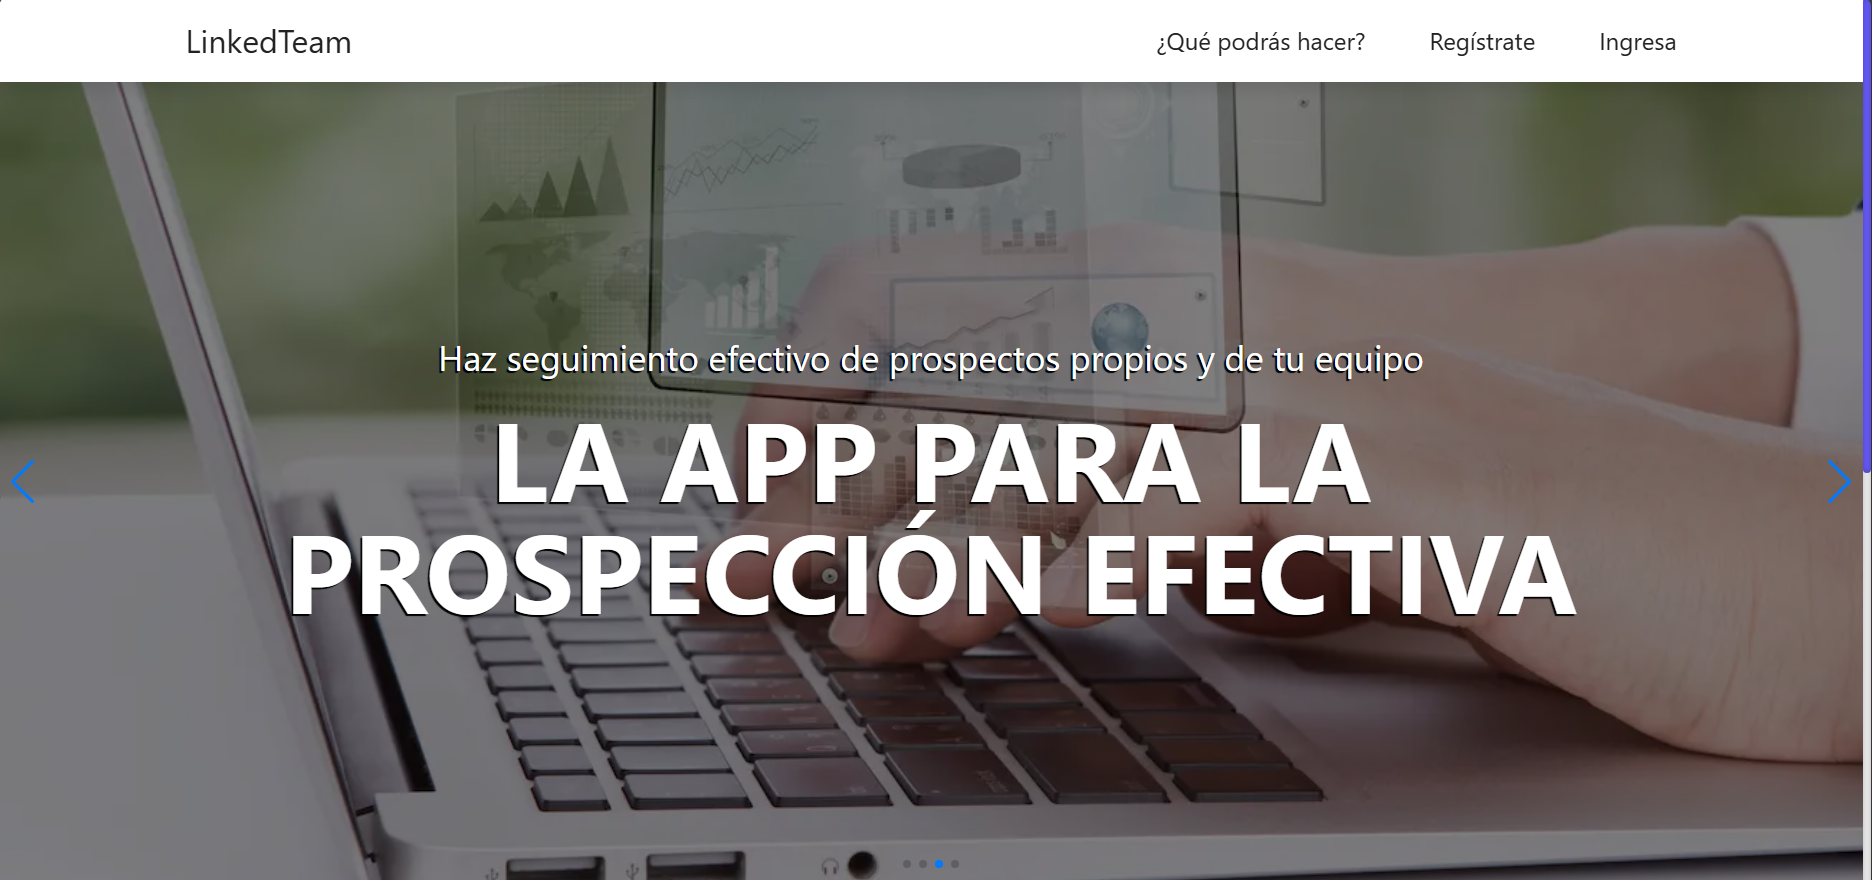 LinkedTeam
¿Qué podrás hacer?
Regístrate
Ingresa
Haz seguimiento efectivo de prospectos propios y de tu equipo
LA APP PARA LA
PROSPECCIÓN EFECTIVA